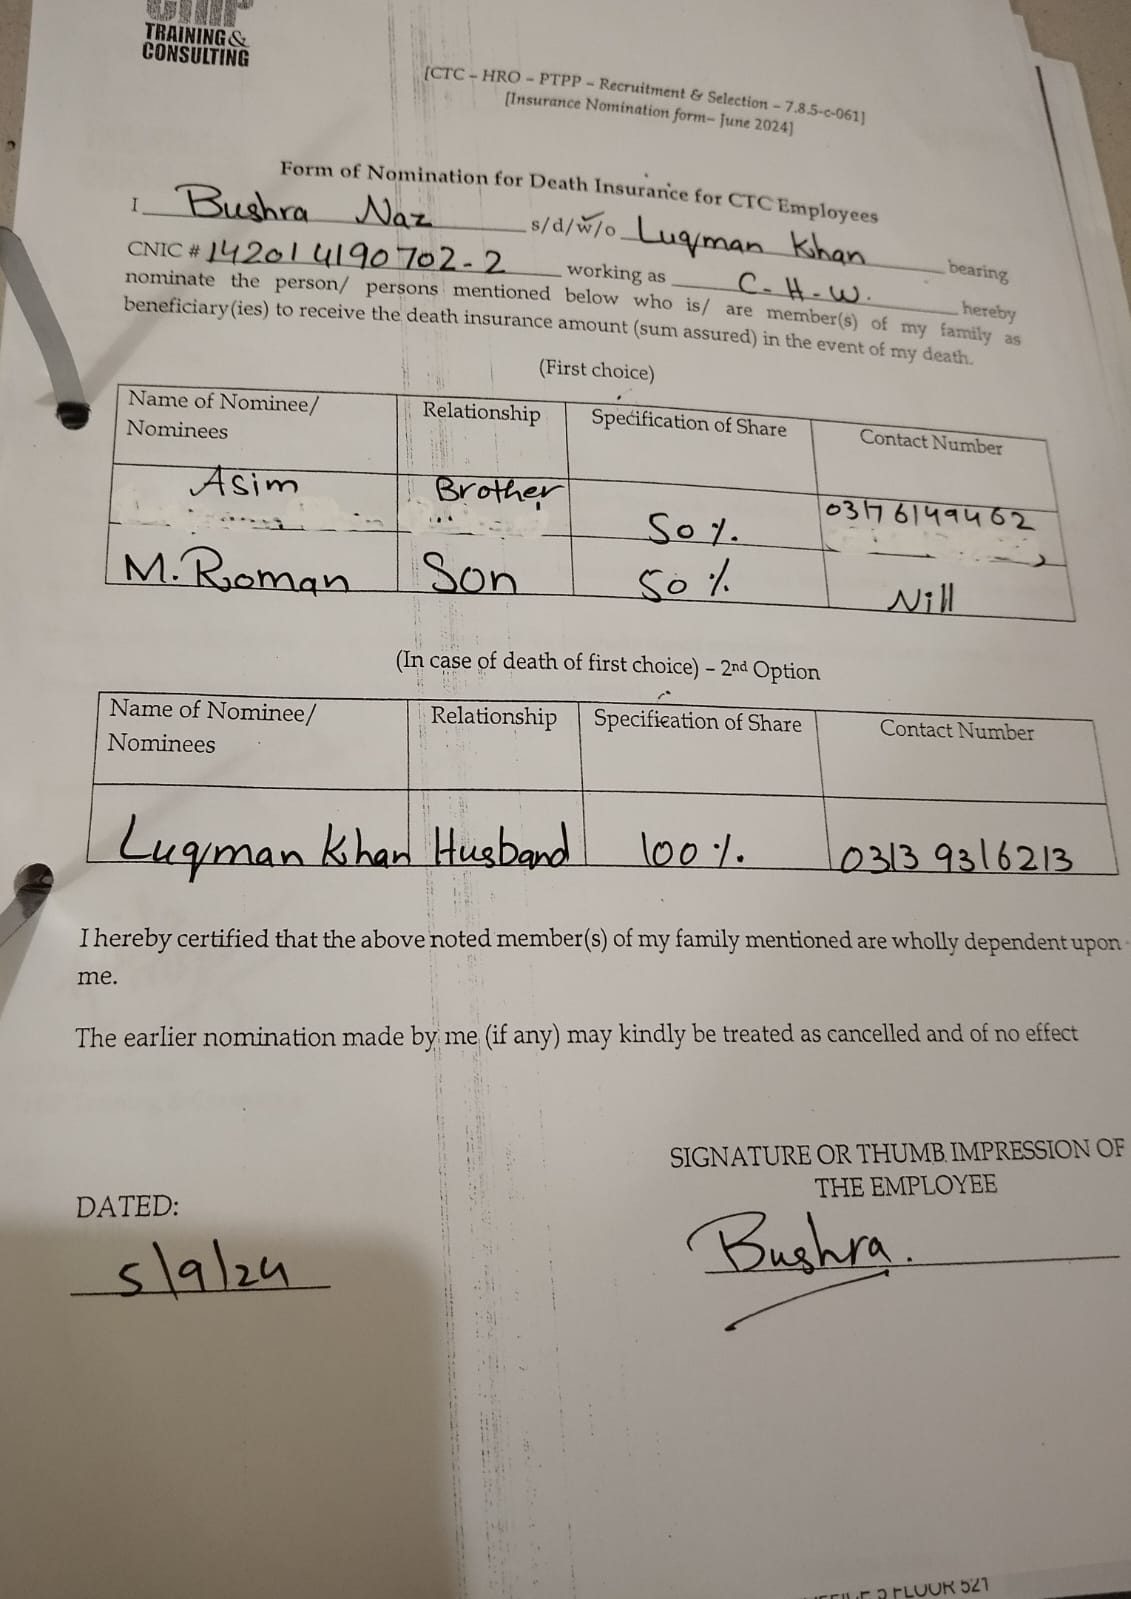 TRAINING &
CONSULTING
[CTC – HRO – PTPP – Recruitment & Selection – 7.8.5-c-061]
[Insurance Nomination form– June 2024]
Form of Nomination for Death Insurance for CTC Employees
I Bushra Naz s/d/w/o Luqman Khan bearing
CNIC # 14201 4190702-2 working as C-H-W. hereby
nominate the person/ persons mentioned below who is/ are member(s) of my family as
beneficiary(ies) to receive the death insurance amount (sum assured) in the event of my death.
(First choice)
Name of Nominee/ Relationship Specification of Share Contact Number
Nominees
Asim Brother 50 % 03176149462
M. Roman Son 50 % Nill
(In case of death of first choice) – 2nd Option
Name of Nominee/ Relationship Specification of Share Contact Number
Nominees
Luqman Khan Husband 100 % 0313 9316213
I hereby certified that the above noted member(s) of my family mentioned are wholly dependent upon
me.
The earlier nomination made by me (if any) may kindly be treated as cancelled and of no effect
SIGNATURE OR THUMB IMPRESSION OF
THE EMPLOYEE
DATED:
Bushra.
5/9/24
FLOOR 521